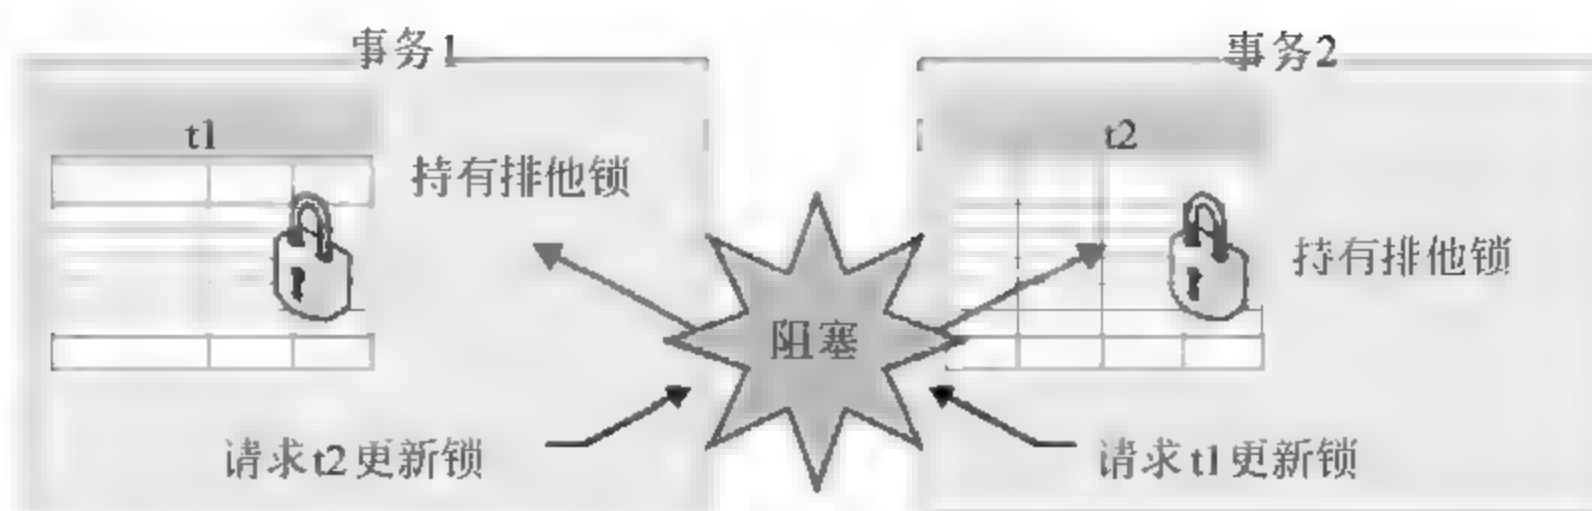 事务1
事务2
t1
t2
持有排他锁
持有排他锁
阻塞
请求t2更新锁
请求t1更新锁